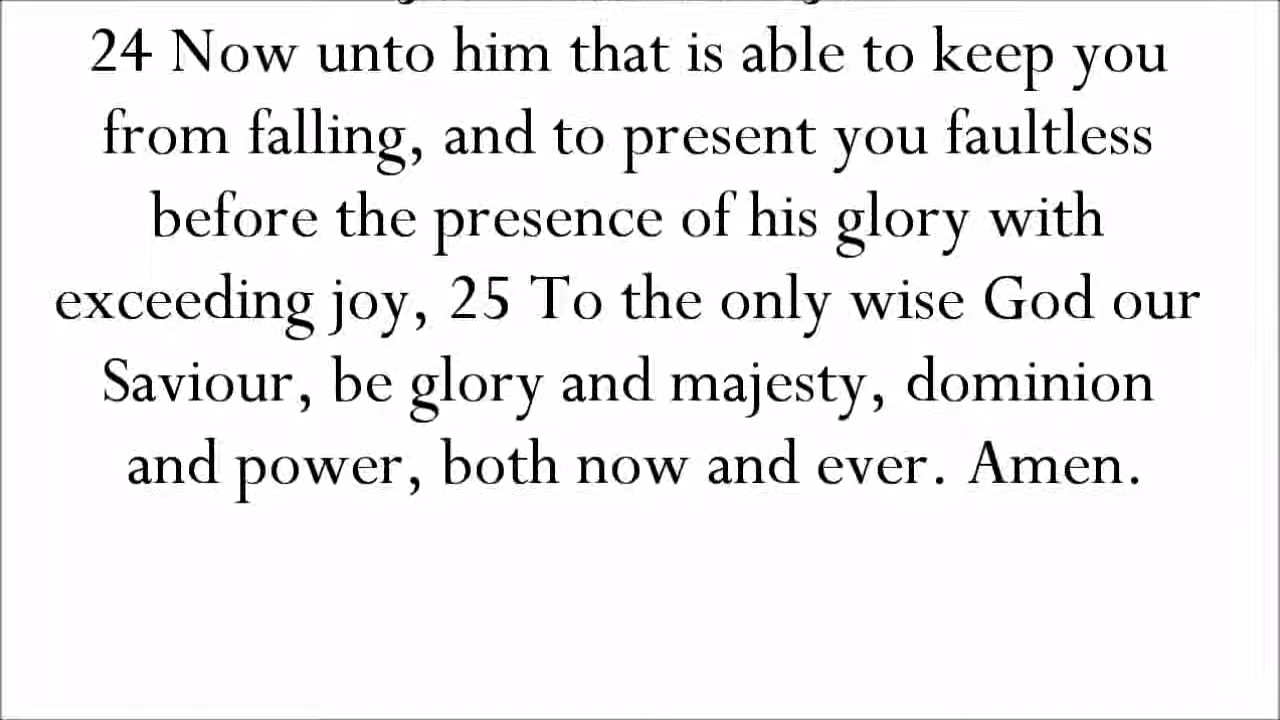 24 Now unto him that is able to keep you
from falling, and to present you faultless
before the presence of his glory with
exceeding joy, 25 To the only wise God our
Saviour, be glory and majesty, dominion
and power, both now and ever. Amen.